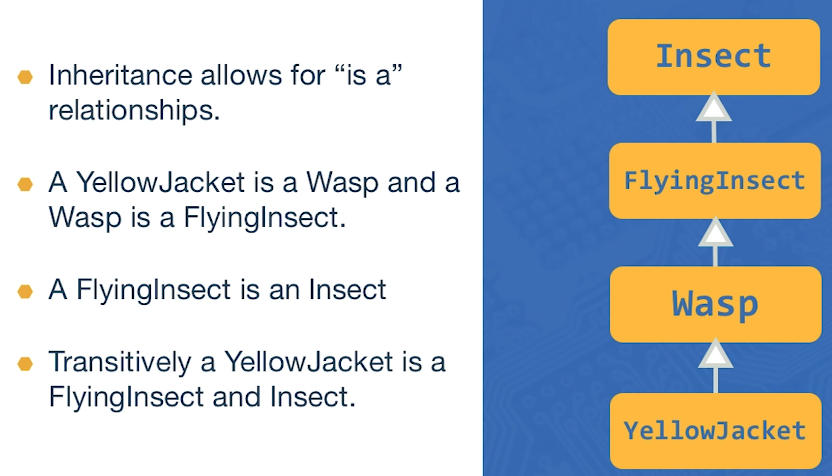 Inheritance allows for “is a”
relationships.
A YellowJacket is a Wasp and a
Wasp is a FlyingInsect.
A FlyingInsect is an Insect
Transitively a YellowJacket is a
FlyingInsect and Insect.
Insect
FlyingInsect
Wasp
YellowJacket